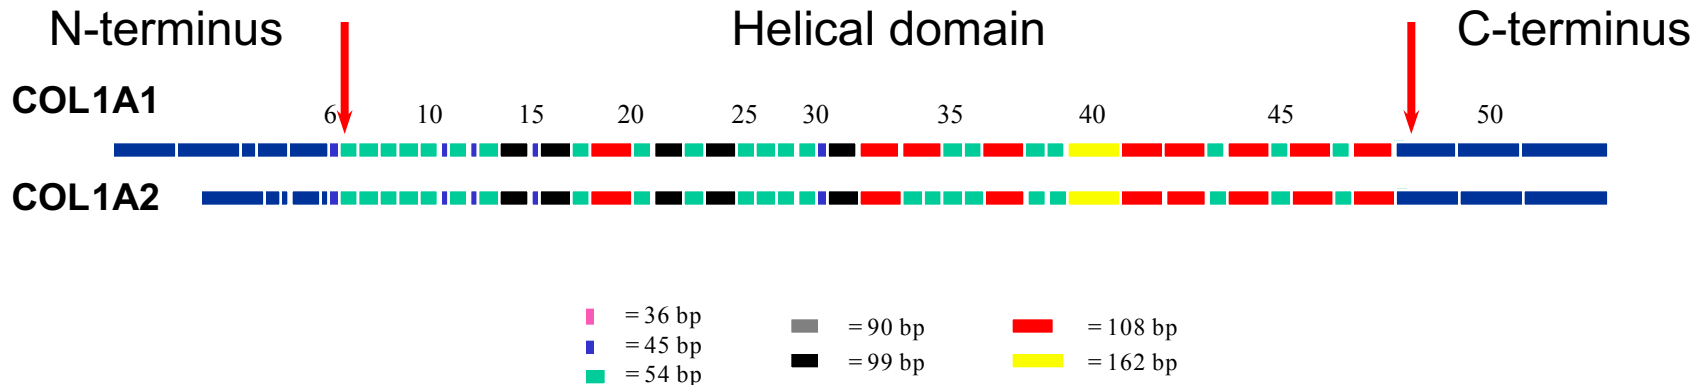 N-terminus Helical domain C-terminus
COL1A1 6 10 15 20 25 30 35 40 45 50
COL1A2
= 36 bp = 90 bp = 108 bp
= 45 bp = 99 bp = 162 bp
= 54 bp